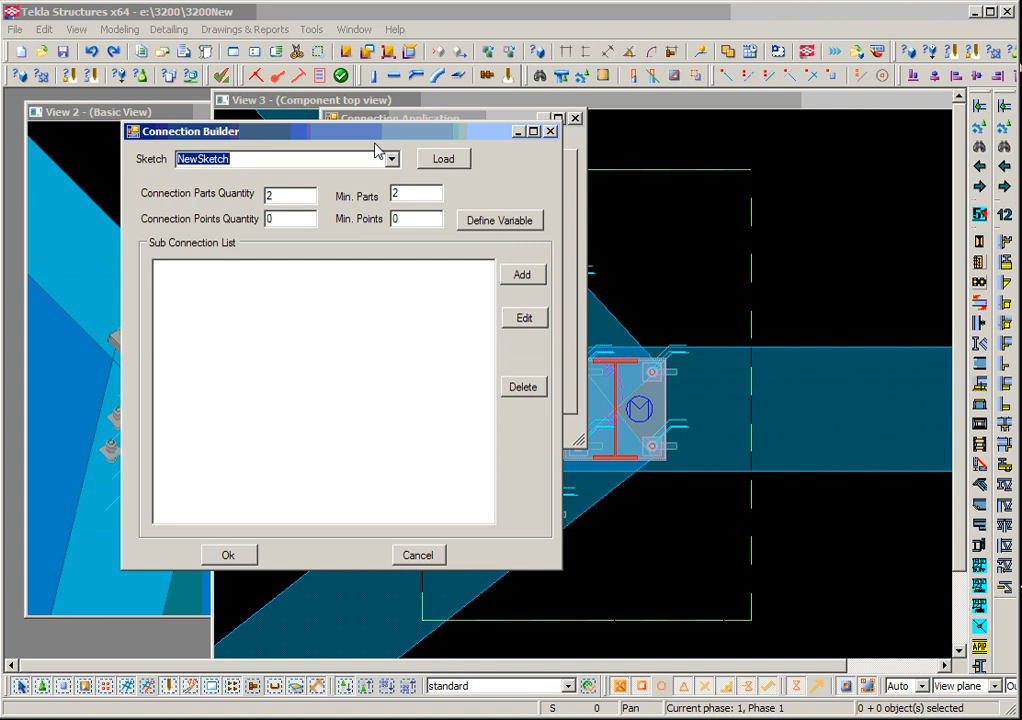 Tekla Structures x64 - e:\3200\3200New
File Edit View Modeling Detailing Drawings & Reports Tools Window Help
View 2 - (Basic View)
View 3 - (Component top view)
Connection Application
Connection Builder
Sketch NewSketch Load
Connection Parts Quantity 2 Min. Parts 2
Connection Points Quantity 0 Min. Points 0 Define Variable
Sub Connection List
Add
Edit
Delete
Ok Cancel
12
APP
standard
Auto View plane
S 0 Pan Current phase: 1, Phase 1 0 + 0 object(s) selected